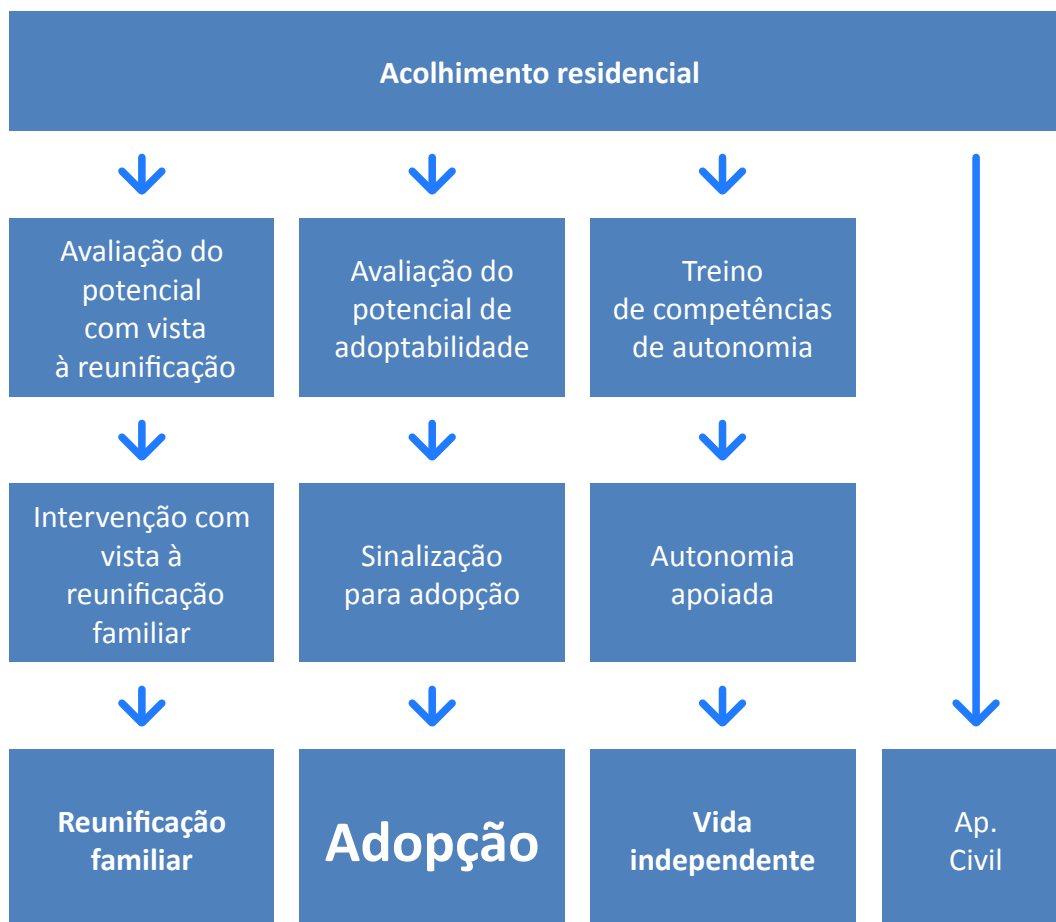 Acolhimento residencial
Avaliação do
potencial
com vista
à reunificação
Avaliação do
potencial de
adoptabilidade
Treino
de competências
de autonomia
Intervenção com
vista à
reunificação
familiar
Sinalização
para adopção
Autonomia
apoiada
Reunificação
familiar
Adopção
Vida
independente
Ap.
Civil